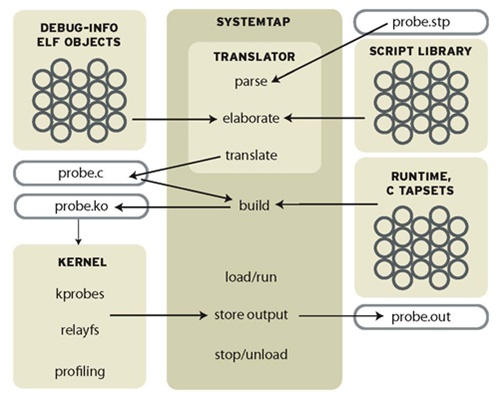 DEBUG-INFO
ELF OBJECTS
SYSTEMTAP
TRANSLATOR
parse
elaborate
translate
build
load/run
store output
stop/unload
probe.stp
SCRIPT LIBRARY
RUNTIME,
C TAPSETS
probe.out
probe.c
probe.ko
KERNEL
kprobes
relayfs
profiling